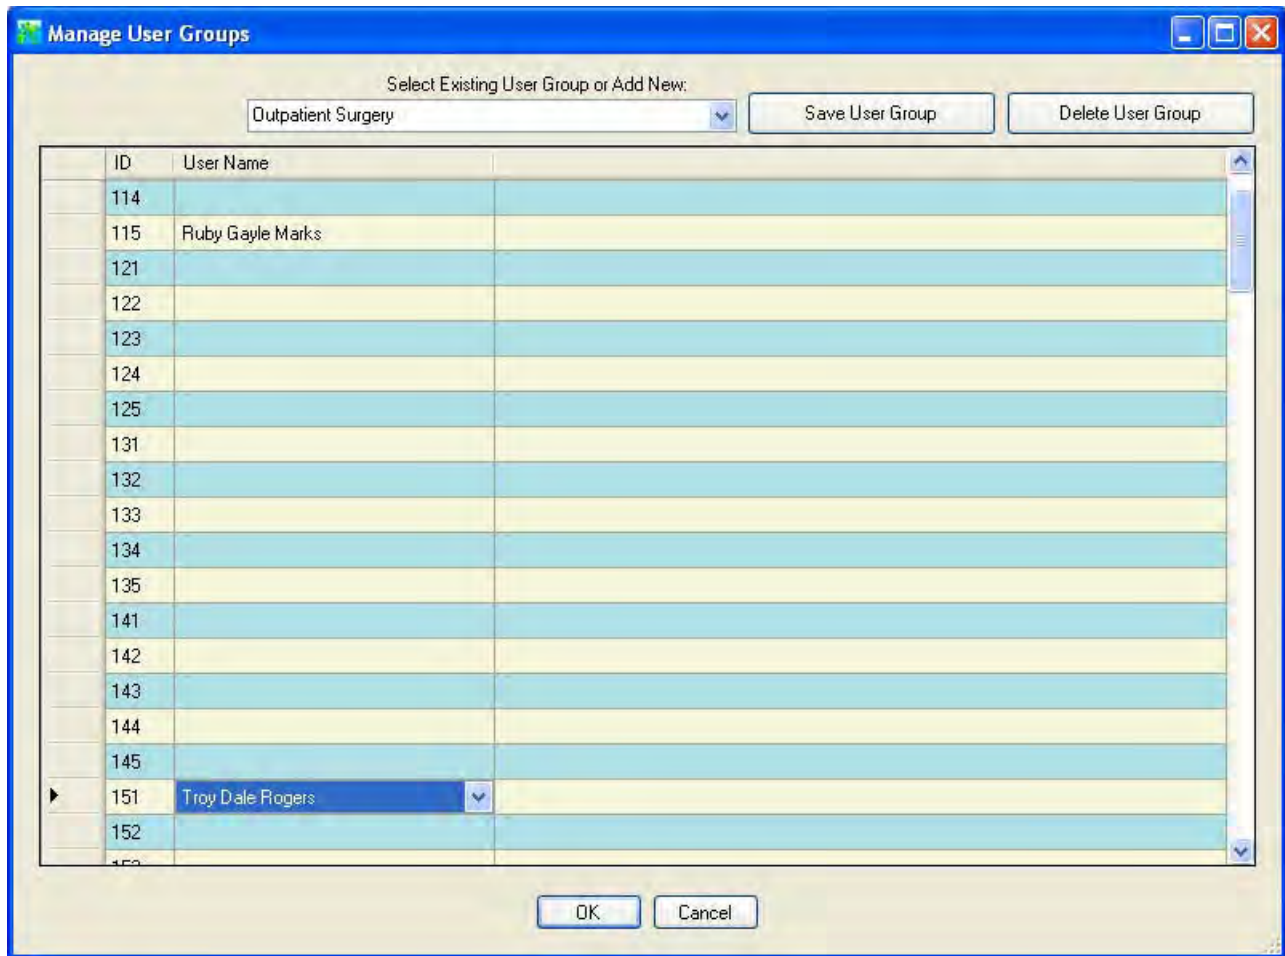 Manage User Groups
Select Existing User Group or Add New:
Outpatient Surgery
Save User Group
Delete User Group
ID User Name
114
115 Ruby Gayle Marks
121
122
123
124
125
131
132
133
134
135
141
142
143
144
145
151 Troy Dale Rogers
152
OK
Cancel